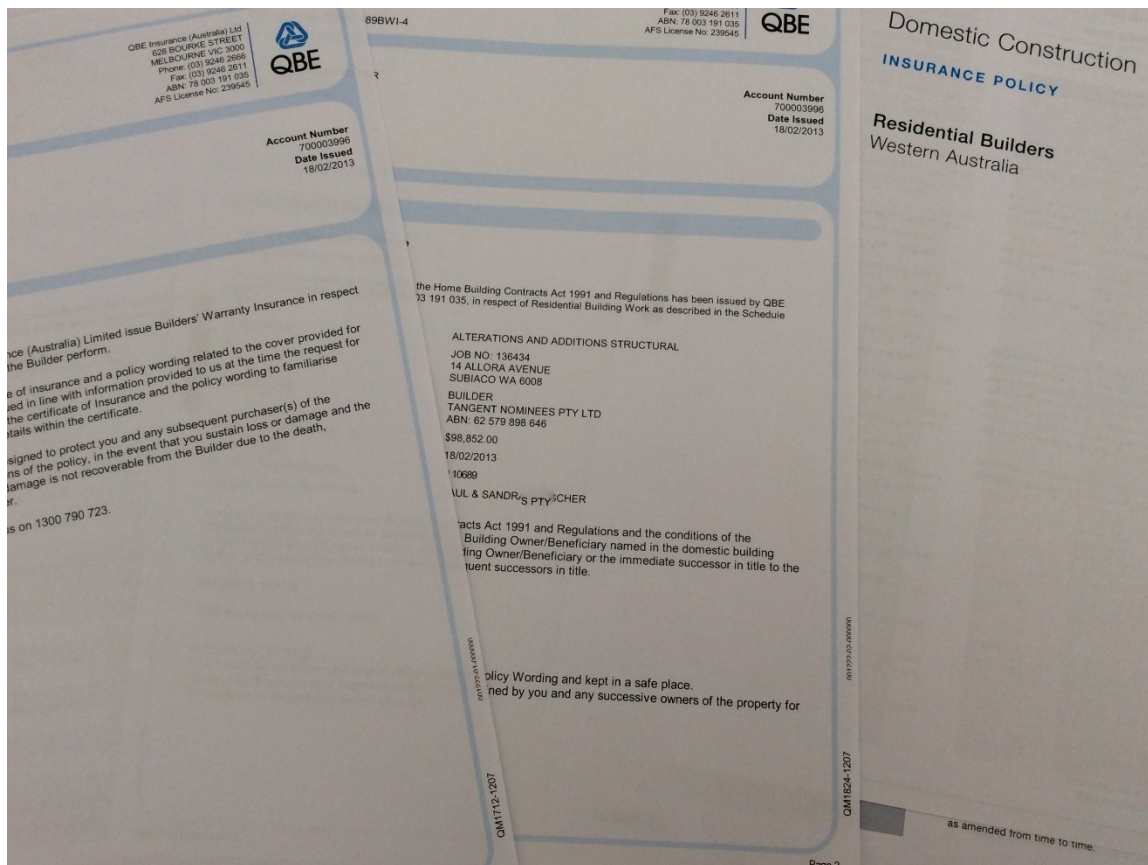 QBE Insurance (Australia) Ltd
628 BOURKE STREET
MELBOURNE VIC 3000
Phone: (03) 9246 2666
Fax: (03) 9246 2611
ABN: 78 003 191 035
AFS License No: 239545
QBE
Account Number
700003996
Date Issued
18/02/2013
(Australia) Limited issue Builders' Warranty Insurance in respect
the Builder perform.
of insurance and a policy wording related to the cover provided for
in line with information provided to us at the time the request for
the certificate of Insurance and the policy wording to familiarise
within the certificate.
to protect you and any subsequent purchaser(s) of the
of the policy, in the event that you sustain loss or damage and the
damage is not recoverable from the Builder due to the death,
on 1300 790 723.
001222-01-000000
QM1712-1207
89BWI-4
Fax: (03) 9246 2611
ABN: 78 003 191 035
AFS License No: 239545
QBE
Account Number
700003996
Date Issued
18/02/2013
the Home Building Contracts Act 1991 and Regulations has been issued by QBE
191 035, in respect of Residential Building Work as described in the Schedule
ALTERATIONS AND ADDITIONS STRUCTURAL
JOB NO: 136434
14 ALLORA AVENUE
SUBIACO WA 6008
BUILDER
TANGENT NOMINEES PTY LTD
ABN: 62 579 898 646
$98,852.00
18/02/2013
10689
& 
PTY
Act 1991 and Regulations and the conditions of the
Building Owner/Beneficiary named in the domestic building
Owner/Beneficiary or the immediate successor in title to the
successors in title.
Policy Wording and kept in a safe place.
by you and any successive owners of the property for
001222-02-000000
QM1824-1207
Page 2
Domestic Construction
INSURANCE POLICY
Residential Builders
Western Australia
as amended from time to time.